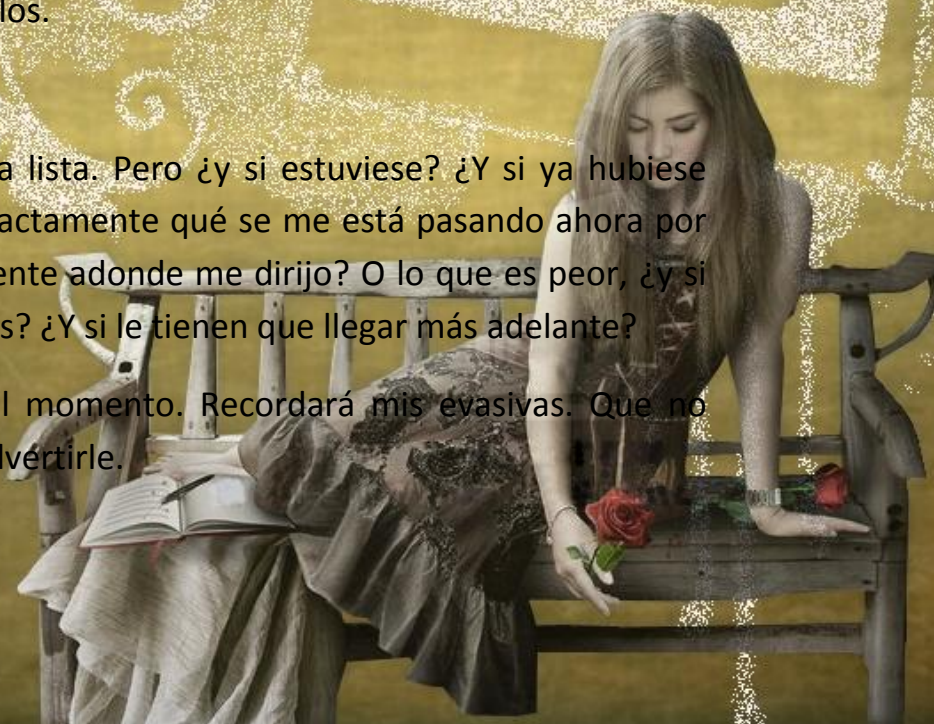 los.
a lista. Pero ¿y si estuviese? ¿Y si ya hubiese
actamente qué se me está pasando ahora por
ente adonde me dirijo? O lo que es peor, ¿y si
s? ¿Y si le tienen que llegar más adelante?
l momento. Recordará mis evasivas. Que no
dvertirle.